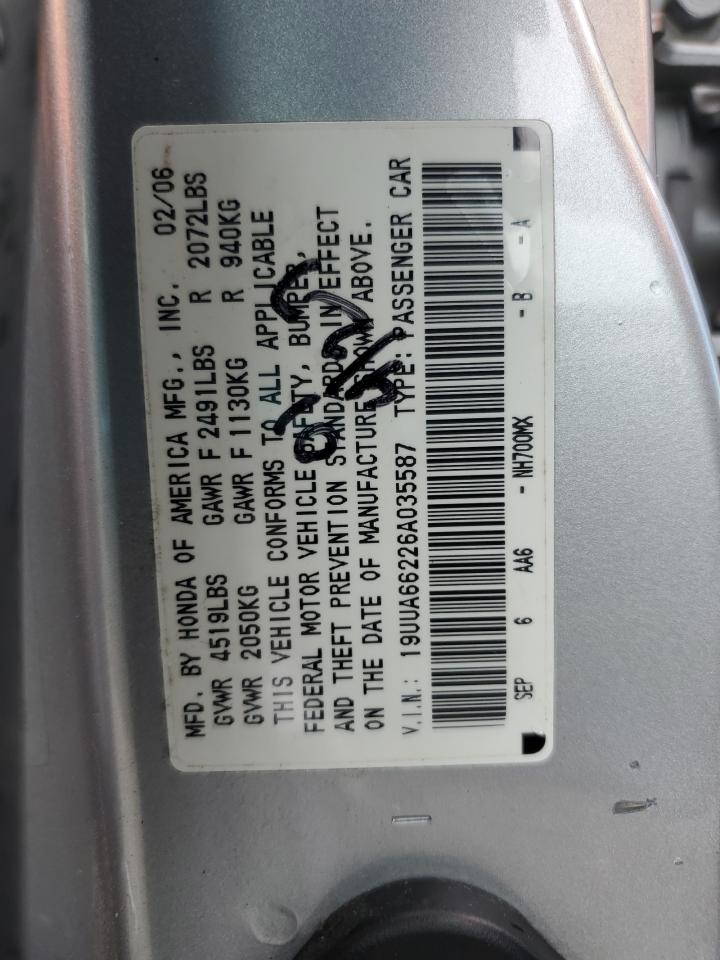 MFD. BY HONDA OF AMERICA MFG., INC. 02/06
GVWR 4519LBS GAWR F 2491LBS R 2072LBS
GVWR 2050KG GAWR F 1130KG R 940KG
THIS VEHICLE CONFORMS TO ALL APPLICABLE
FEDERAL MOTOR VEHICLE SAFETY, BUMPER,
AND THEFT PREVENTION STANDARDS IN EFFECT
ON THE DATE OF MANUFACTURE SHOWN ABOVE.
V.I.N.: 19UUA66226A035587 TYPE: PASSENGER CAR
SEP 6 AA6 - NH700MX - B - A